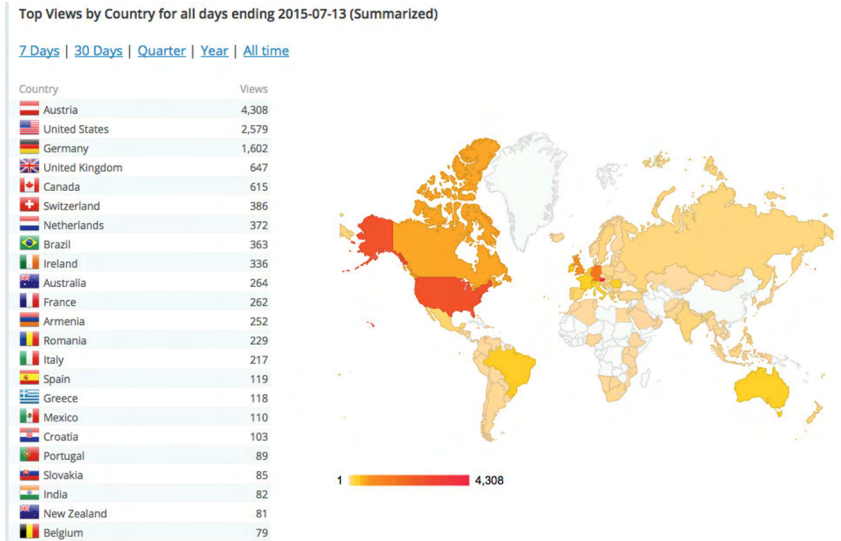 Top Views by Country for all days ending 2015-07-13 (Summarized)
7 Days | 30 Days | Quarter | Year | All time
Country Views
Austria 4,308
United States 2,579
Germany 1,602
United Kingdom 647
Canada 615
Switzerland 386
Netherlands 372
Brazil 363
Ireland 336
Australia 264
France 262
Armenia 252
Romania 229
Italy 217
Spain 119
Greece 118
Mexico 110
Croatia 103
Portugal 89
Slovakia 85
India 82
New Zealand 81
Belgium 79
1 4,308